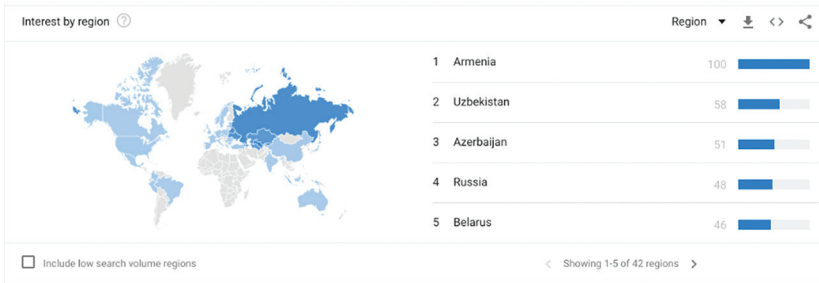 Interest by region ?
Region
1 Armenia 100
2 Uzbekistan 58
3 Azerbaijan 51
4 Russia 48
5 Belarus 46
Include low search volume regions
Showing 1-5 of 42 regions